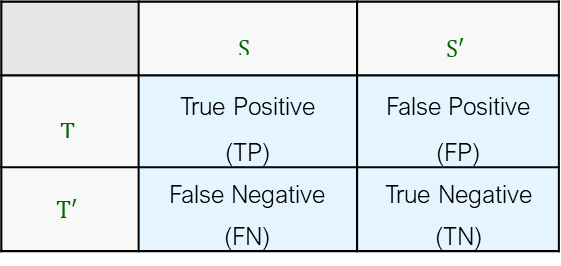 S S′
T True Positive False Positive
(TP) (FP)
T′ False Negative True Negative
(FN) (TN)